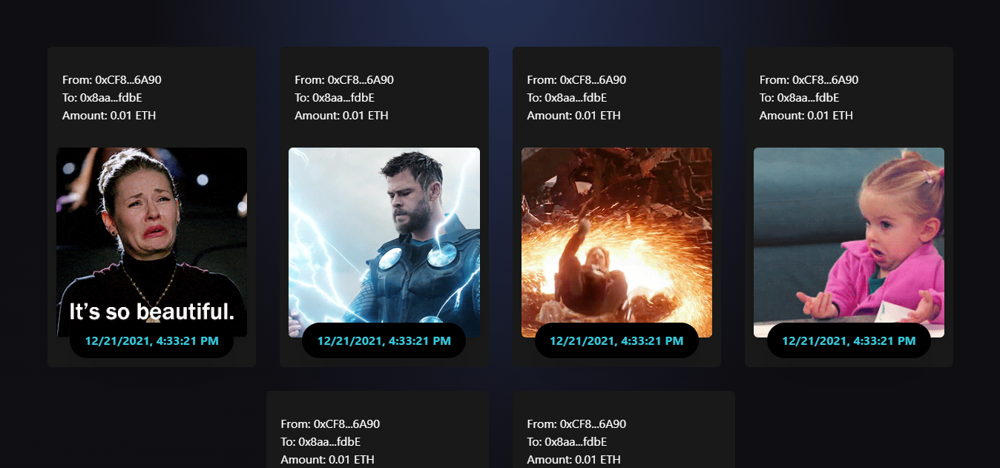 From: 0xCF8...6A90
To: 0x8aa...fdbE
Amount: 0.01 ETH
It's so beautiful.
12/21/2021, 4:33:21 PM
From: 0xCF8...6A90
To: 0x8aa...fdbE
Amount: 0.01 ETH
12/21/2021, 4:33:21 PM
From: 0xCF8...6A90
To: 0x8aa...fdbE
Amount: 0.01 ETH
12/21/2021, 4:33:21 PM
From: 0xCF8...6A90
To: 0x8aa...fdbE
Amount: 0.01 ETH
12/21/2021, 4:33:21 PM
From: 0xCF8...6A90
To: 0x8aa...fdbE
Amount: 0.01 ETH
From: 0xCF8...6A90
To: 0x8aa...fdbE
Amount: 0.01 ETH